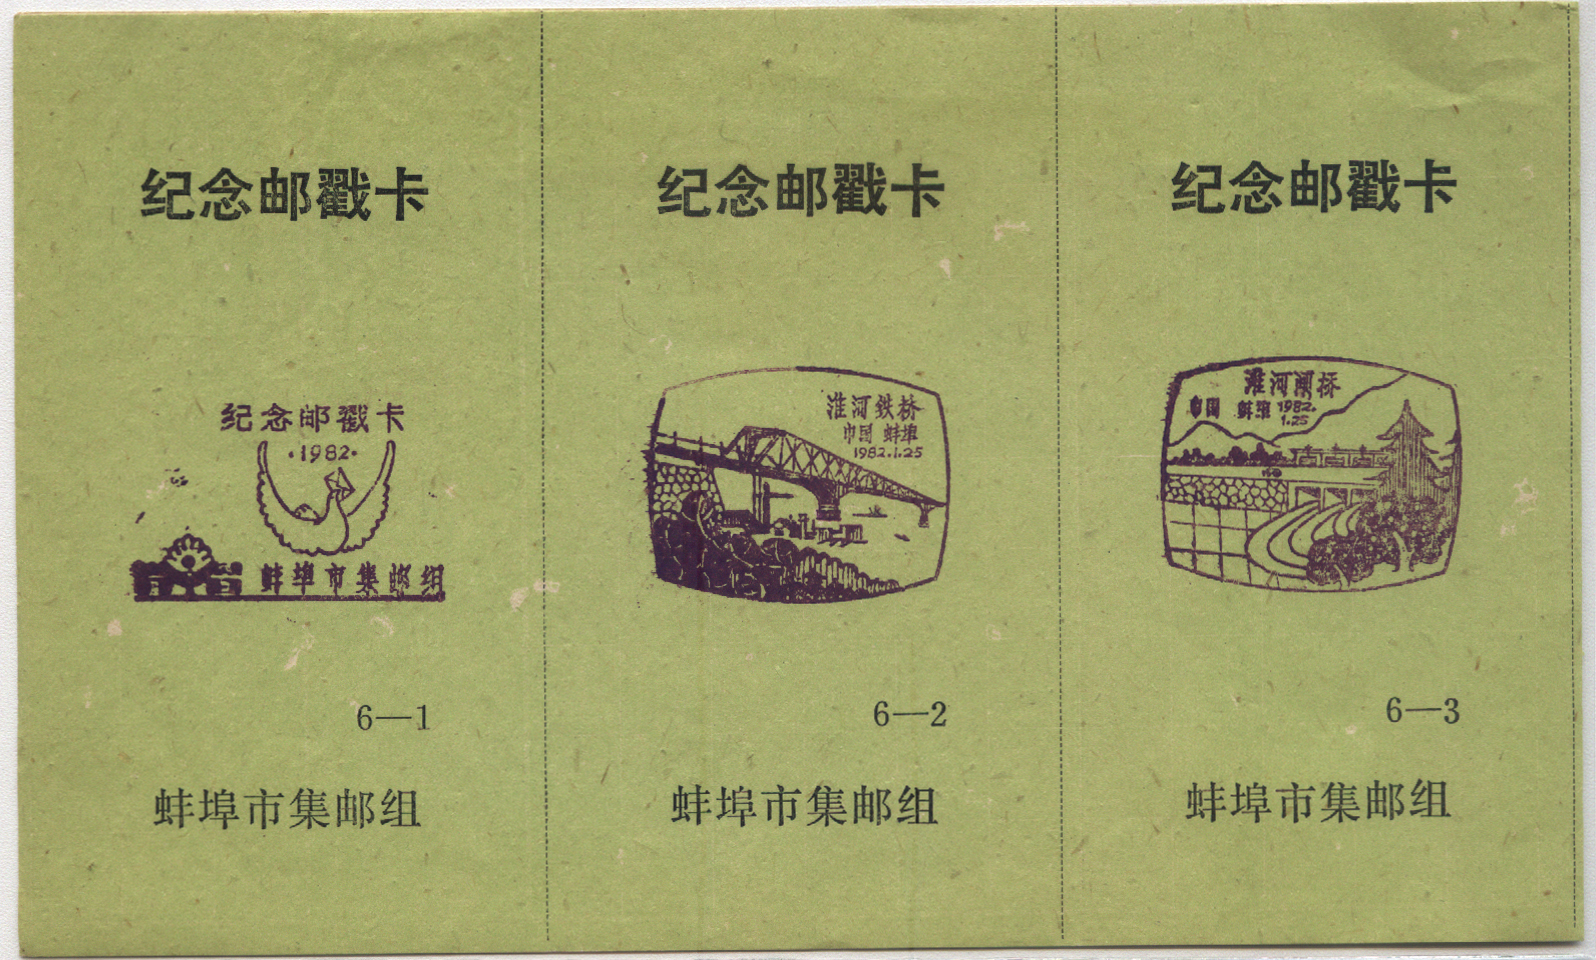 纪念邮戳卡
纪念邮戳卡
·1982·
蚌埠市集邮组
6—1
蚌埠市集邮组
纪念邮戳卡
淮河铁桥
中国 蚌埠
1982.1.25
6—2
蚌埠市集邮组
纪念邮戳卡
淮河闸桥
中国 蚌埠 1982.
1.25
6—3
蚌埠市集邮组